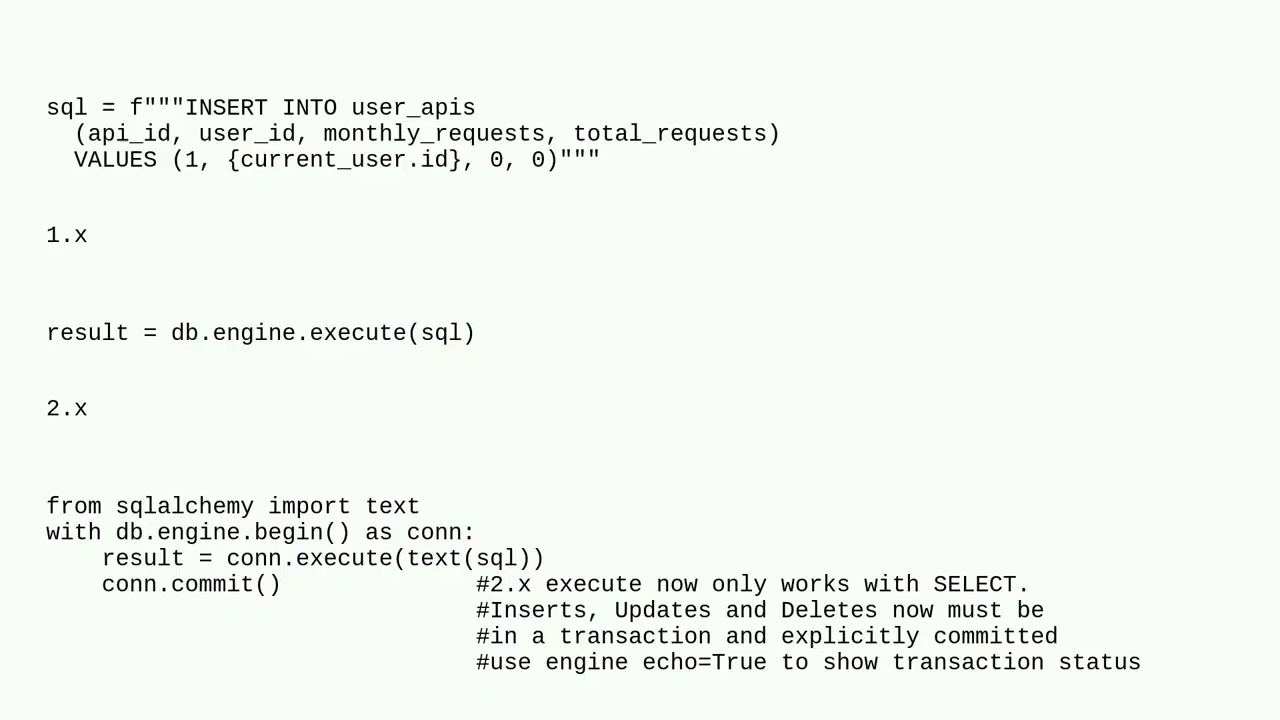 sql = f"""INSERT INTO user_apis
  (api_id, user_id, monthly_requests, total_requests)
  VALUES (1, {current_user.id}, 0, 0)"""
1.x
result = db.engine.execute(sql)
2.x
from sqlalchemy import text
with db.engine.begin() as conn:
    result = conn.execute(text(sql))
    conn.commit()              #2.x execute now only works with SELECT.
                               #Inserts, Updates and Deletes now must be
                               #in a transaction and explicitly committed
                               #use engine echo=True to show transaction status